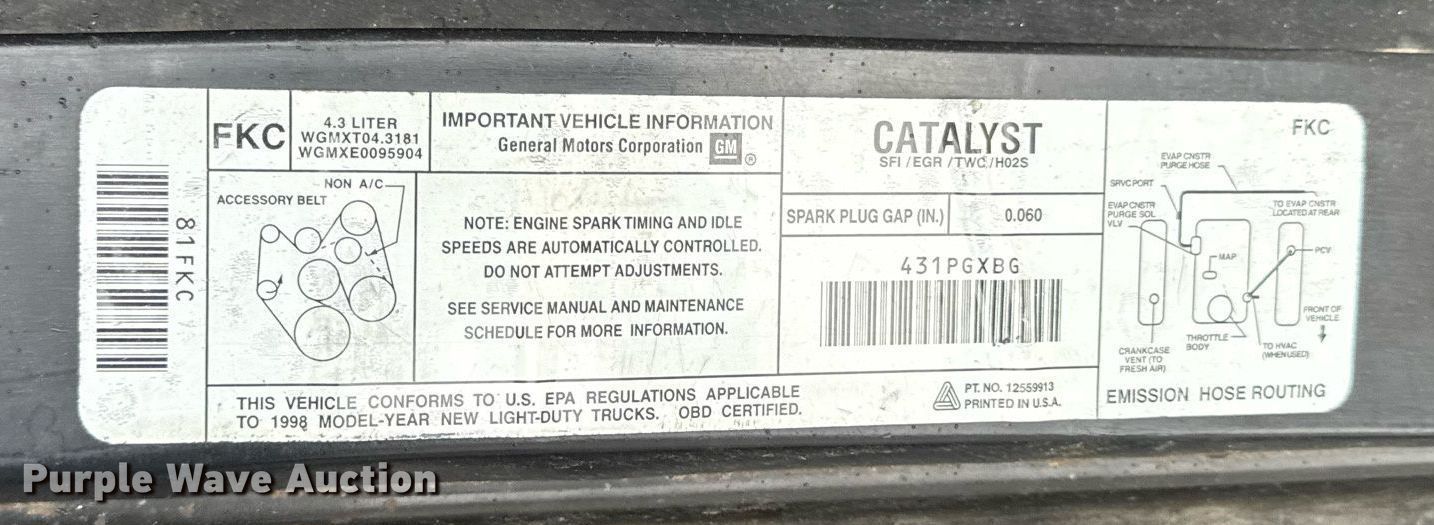 81FKC
FKC
4.3 LITER
WGMXT04.3181
WGMXE0095904
IMPORTANT VEHICLE INFORMATION
General Motors Corporation GM ®
ACCESSORY BELT
NON A/C
NOTE: ENGINE SPARK TIMING AND IDLE
SPEEDS ARE AUTOMATICALLY CONTROLLED.
DO NOT ATTEMPT ADJUSTMENTS.
SEE SERVICE MANUAL AND MAINTENANCE
SCHEDULE FOR MORE INFORMATION.
THIS VEHICLE CONFORMS TO U.S. EPA REGULATIONS APPLICABLE
TO 1998 MODEL-YEAR NEW LIGHT-DUTY TRUCKS. OBD CERTIFIED.
CATALYST
SFI/EGR/TWC/HO2S
SPARK PLUG GAP (IN.)
0.060
431PGXBG
PT. NO. 12559913
PRINTED IN U.S.A.
FKC
EVAP CNSTR
PURGE HOSE
SRVC PORT
EVAP CNSTR
PURGE SOL
VLV
TO EVAP CNSTR
LOCATED AT REAR
PCV
MAP
FRONT OF
VEHICLE
THROTTLE
BODY
TO HVAC
(WHEN USED)
CRANKCASE
VENT (TO
FRESH AIR)
EMISSION HOSE ROUTING
Purple Wave Auction